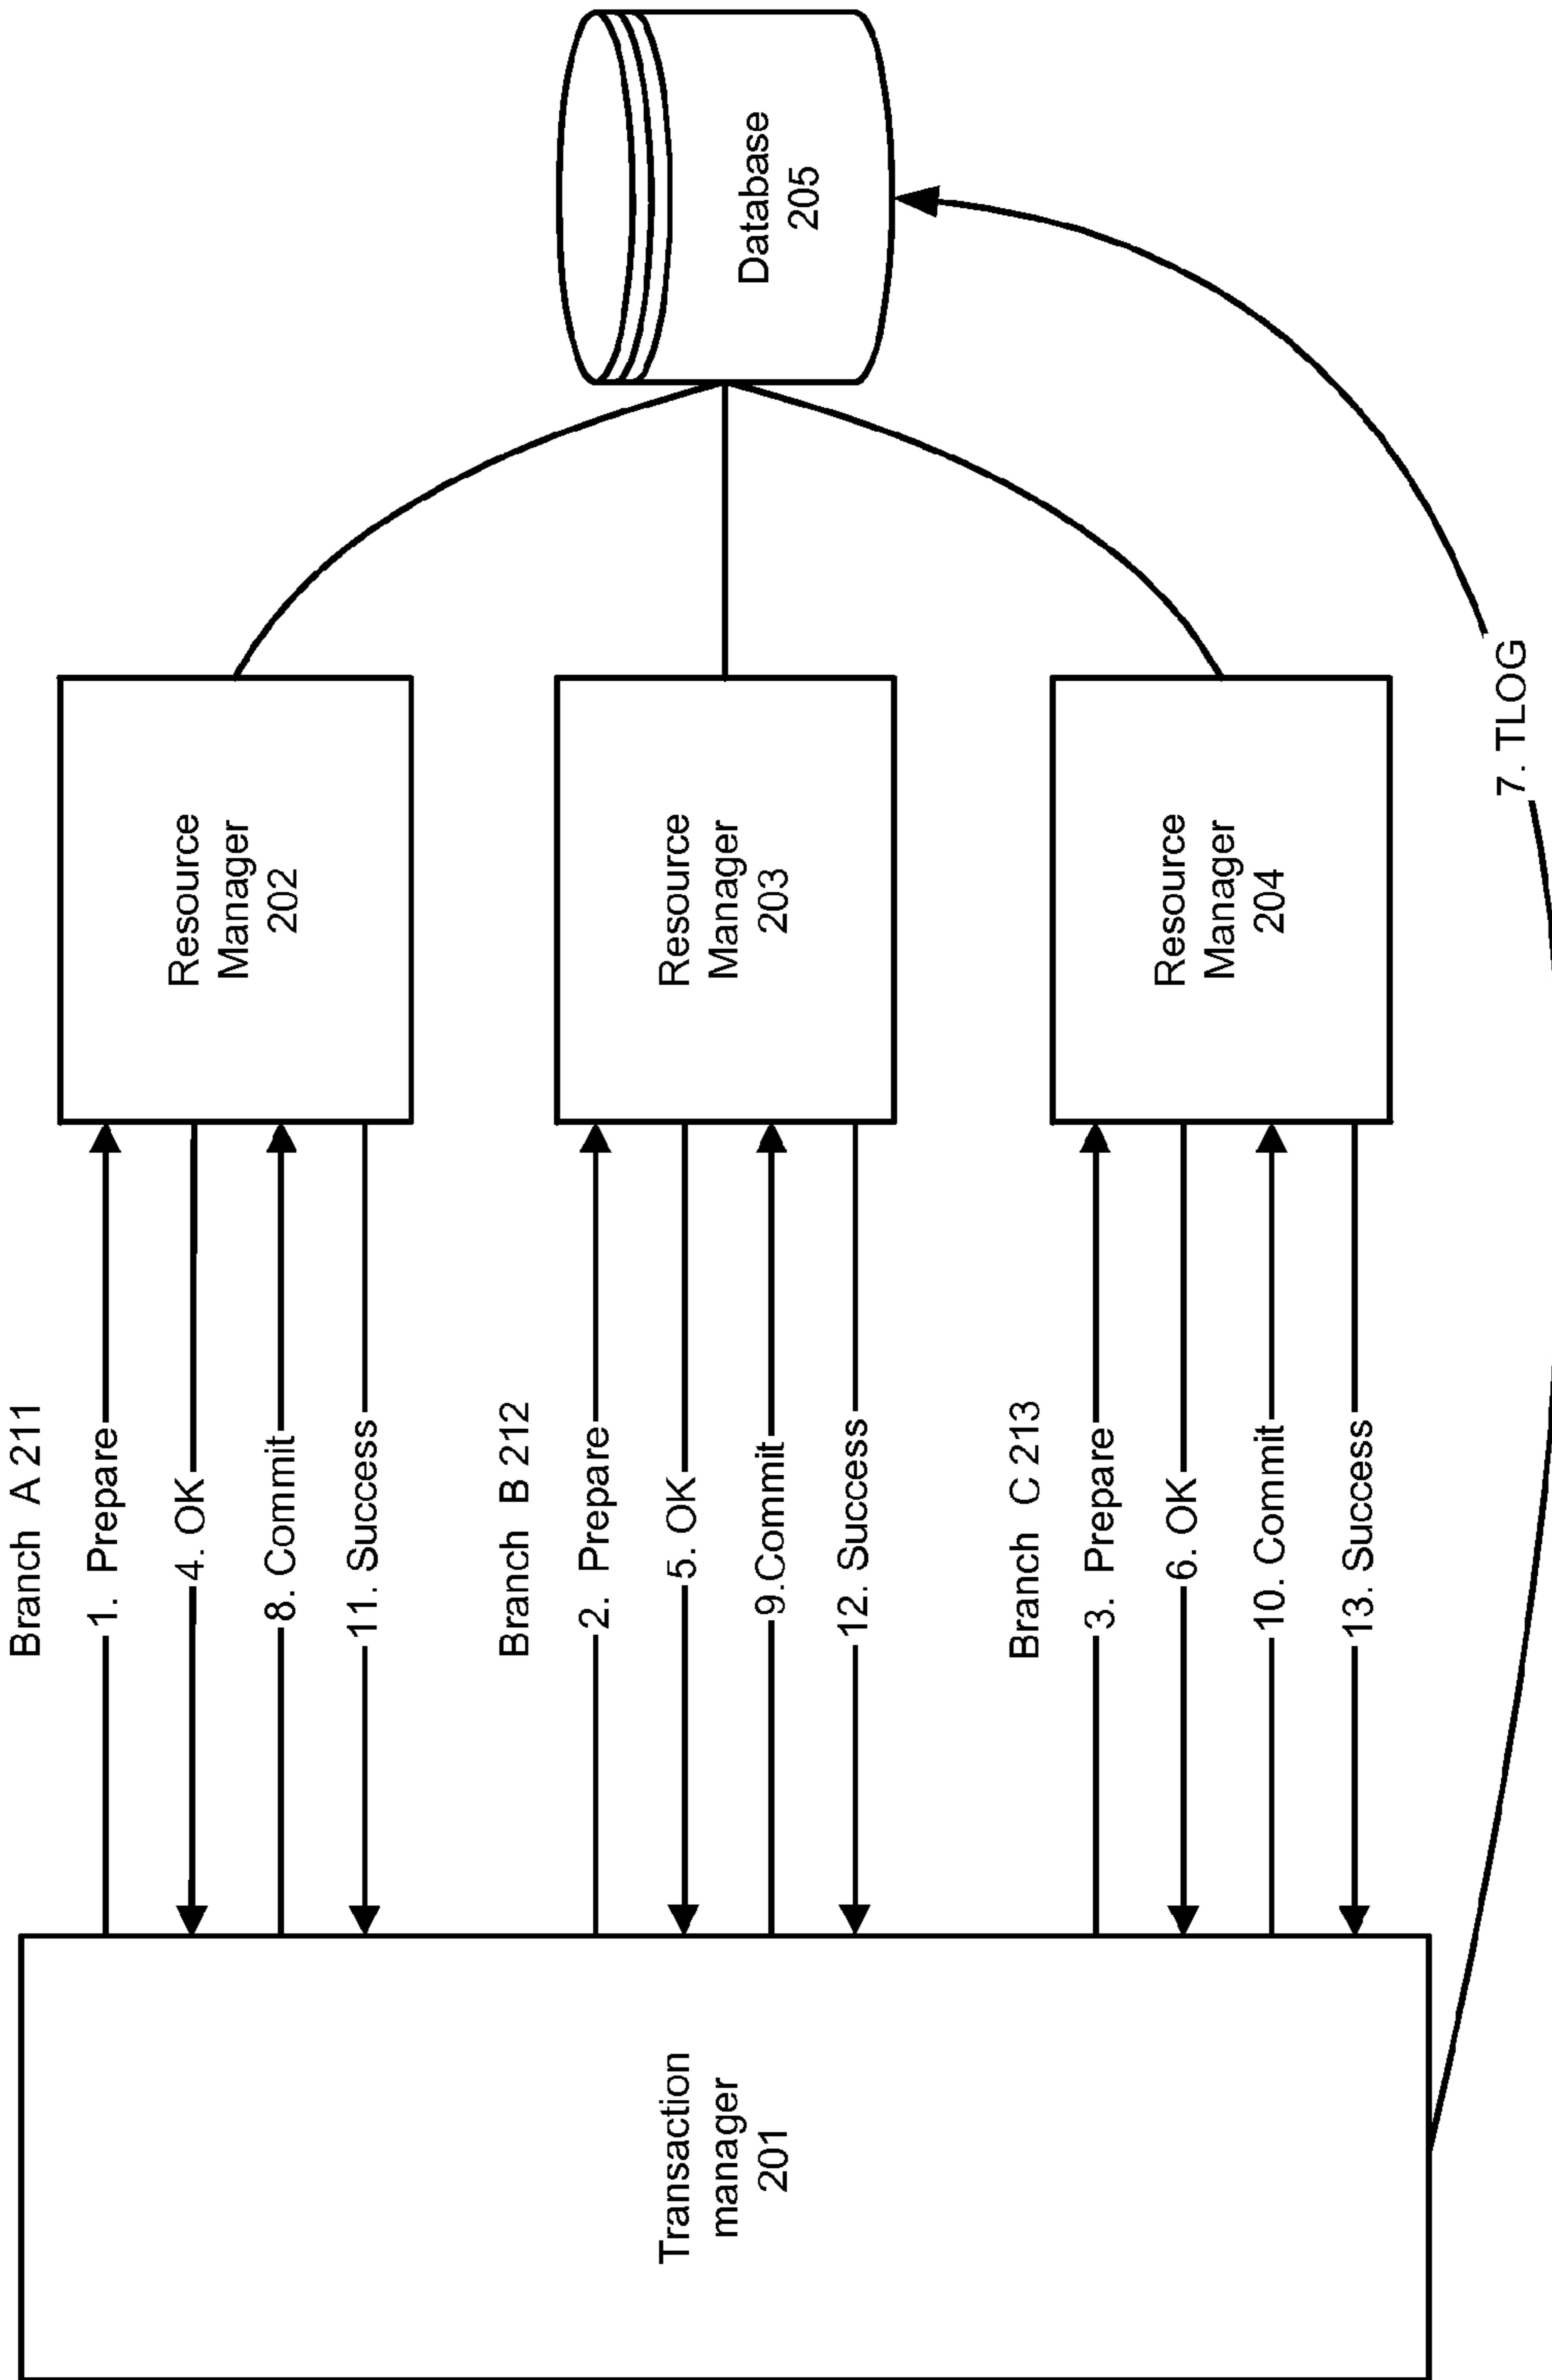 Branch A 211
1. Prepare
4. OK
8. Commit
11. Success
Branch B 212
2. Prepare
5. OK
9.Commit
12. Success
Branch C 213
3. Prepare
6. OK
10. Commit
13. Success
Transaction
manager
201
Resource
Manager
202
Resource
Manager
203
Resource
Manager
204
Database
205
7. TLOG